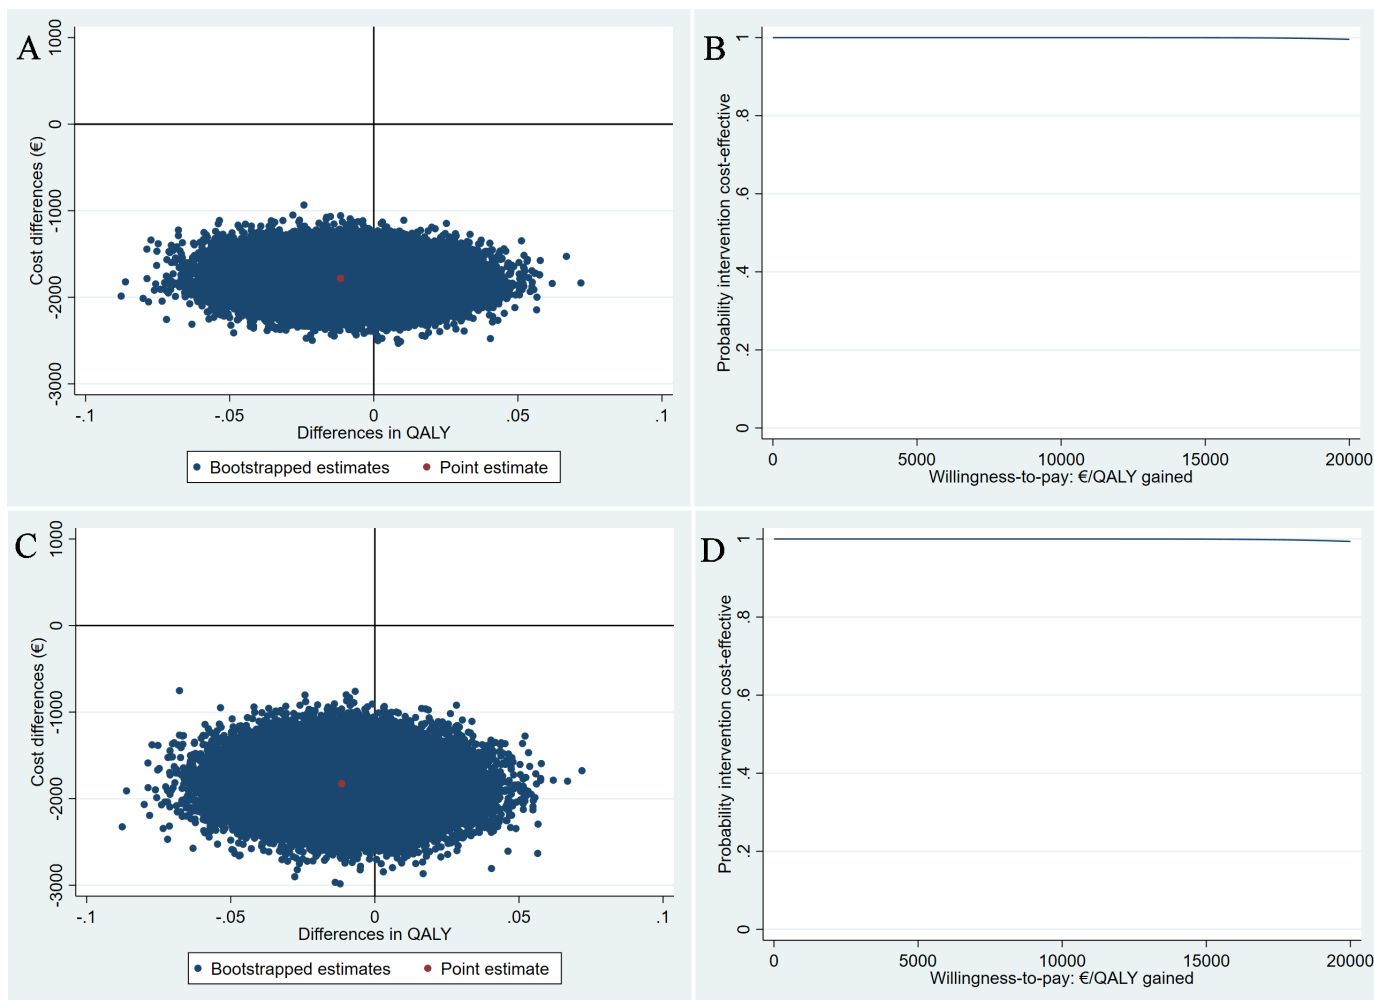 A
Cost differences (€)
1000
0
-1000
-2000
-3000
-.1 -.05 0 .05 .1
Differences in QALY
Bootstrapped estimates Point estimate
B
Probability intervention cost-effective
1
.8
.6
.4
.2
0
0 5000 10000 15000 20000
Willingness-to-pay: €/QALY gained
C
Cost differences (€)
1000
0
-1000
-2000
-3000
-.1 -.05 0 .05 .1
Differences in QALY
Bootstrapped estimates Point estimate
D
Probability intervention cost-effective
1
.8
.6
.4
.2
0
0 5000 10000 15000 20000
Willingness-to-pay: €/QALY gained